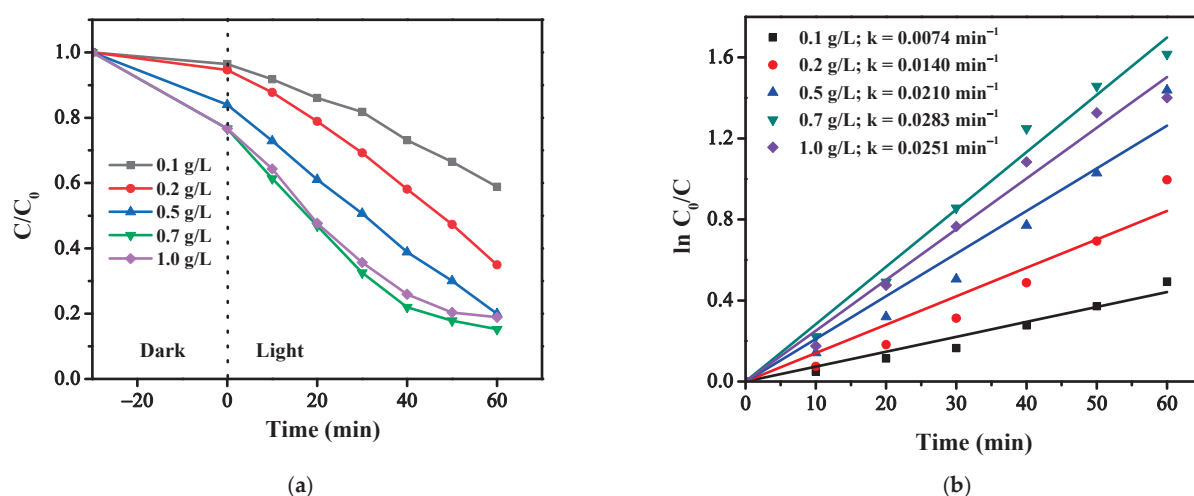 1.0
0.8
0.6
0.4
0.2
0.0
C/C₀
0.1 g/L
0.2 g/L
0.5 g/L
0.7 g/L
1.0 g/L
Dark
Light
−20
0
20
40
60
Time (min)
(a)
1.6
1.2
0.8
0.4
0.0
ln C₀/C
0.1 g/L; k = 0.0074 min⁻¹
0.2 g/L; k = 0.0140 min⁻¹
0.5 g/L; k = 0.0210 min⁻¹
0.7 g/L; k = 0.0283 min⁻¹
1.0 g/L; k = 0.0251 min⁻¹
0
10
20
30
40
50
60
Time (min)
(b)